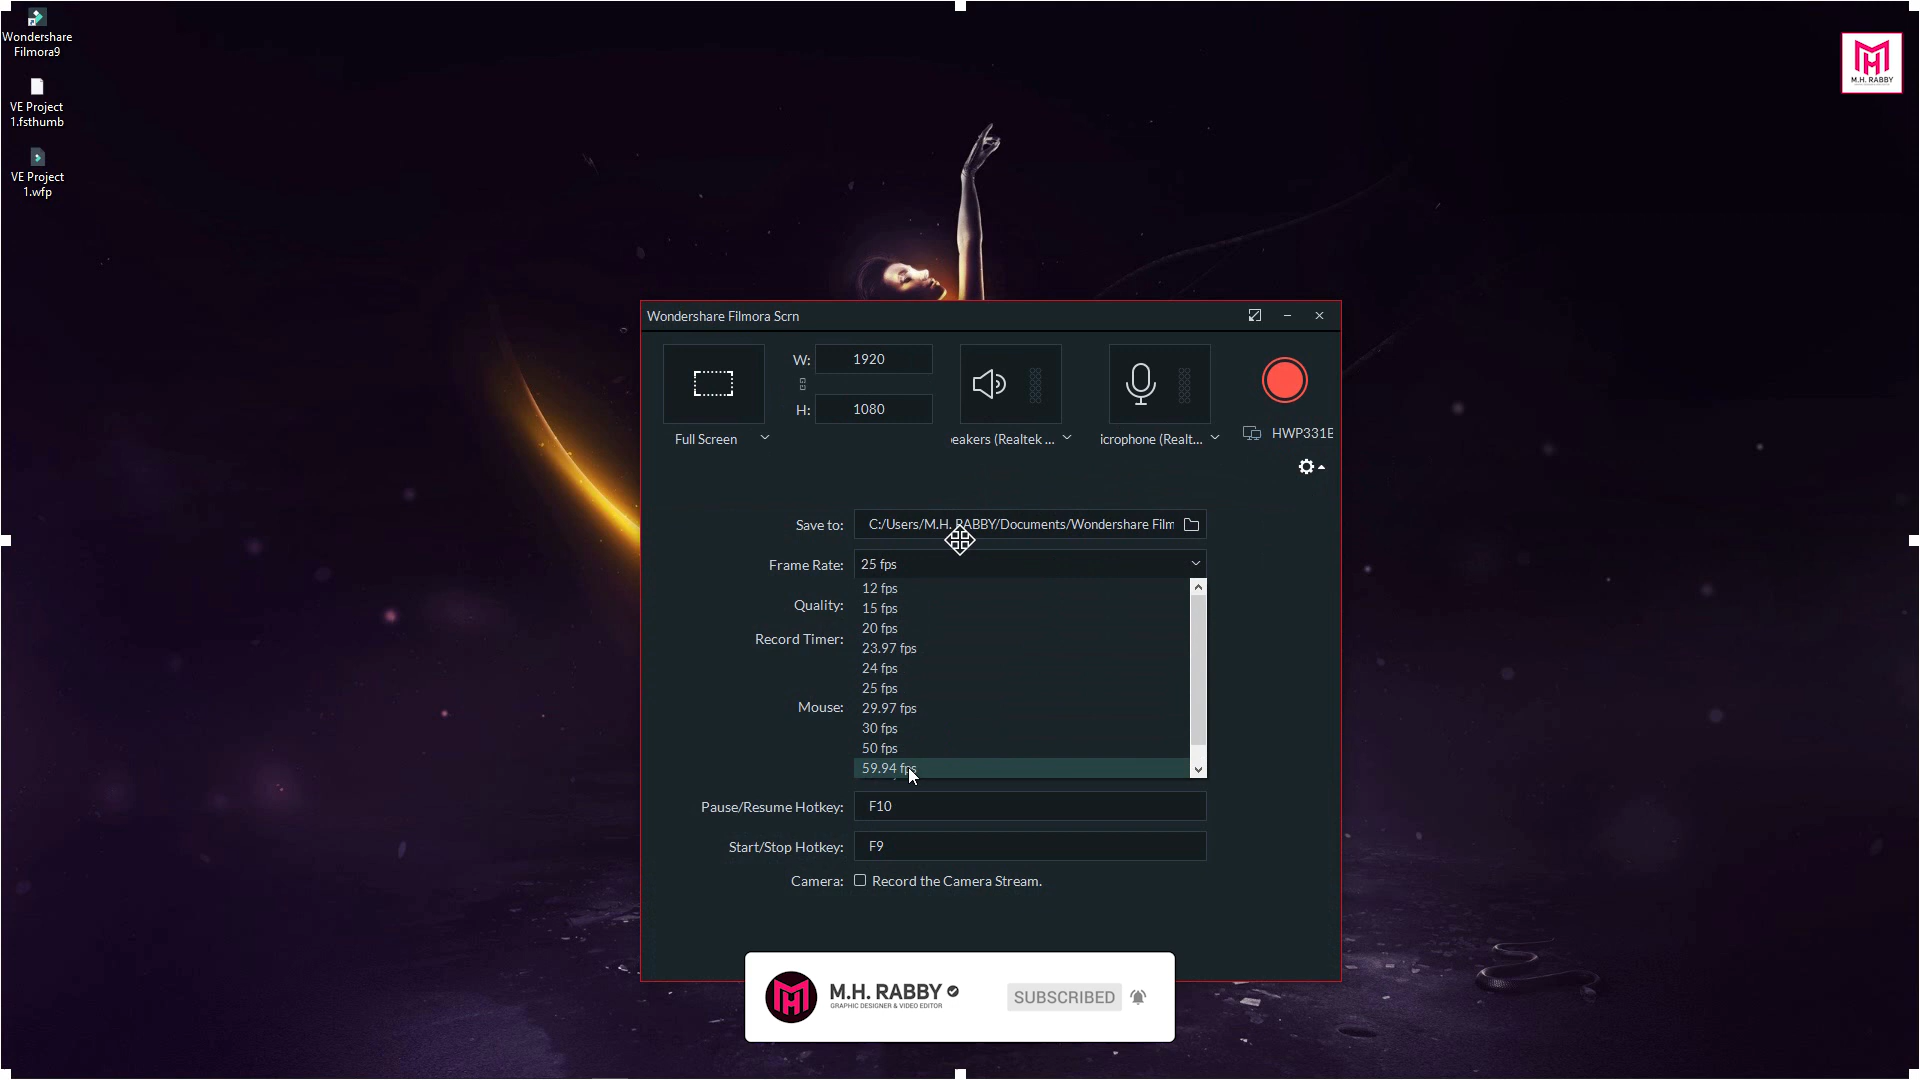 Wondershare
Filmora9
VE Project
1.fsthumb
VE Project
1.wfp
M.H. RABBY
Wondershare Filmora Scrn
W: 1920
H: 1080
Full Screen
eakers (Realtek ...
icrophone (Realt...
HWP331E
Save to: C:/Users/M.H. RABBY/Documents/Wondershare Film
Frame Rate: 25 fps
12 fps
15 fps
20 fps
23.97 fps
24 fps
25 fps
29.97 fps
30 fps
50 fps
59.94 fps
Quality:
Record Timer:
Mouse:
Pause/Resume Hotkey: F10
Start/Stop Hotkey: F9
Camera: Record the Camera Stream.
M.H. RABBY
GRAPHIC DESIGNER & VIDEO EDITOR
SUBSCRIBED